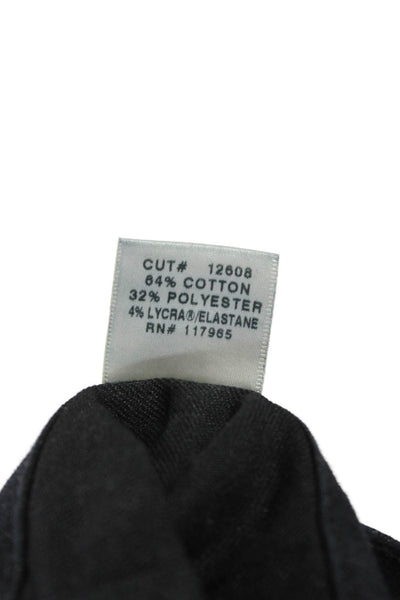 CUT# 12608
64% COTTON
32% POLYESTER
4% LYCRA®/ELASTANE
RN# 117965